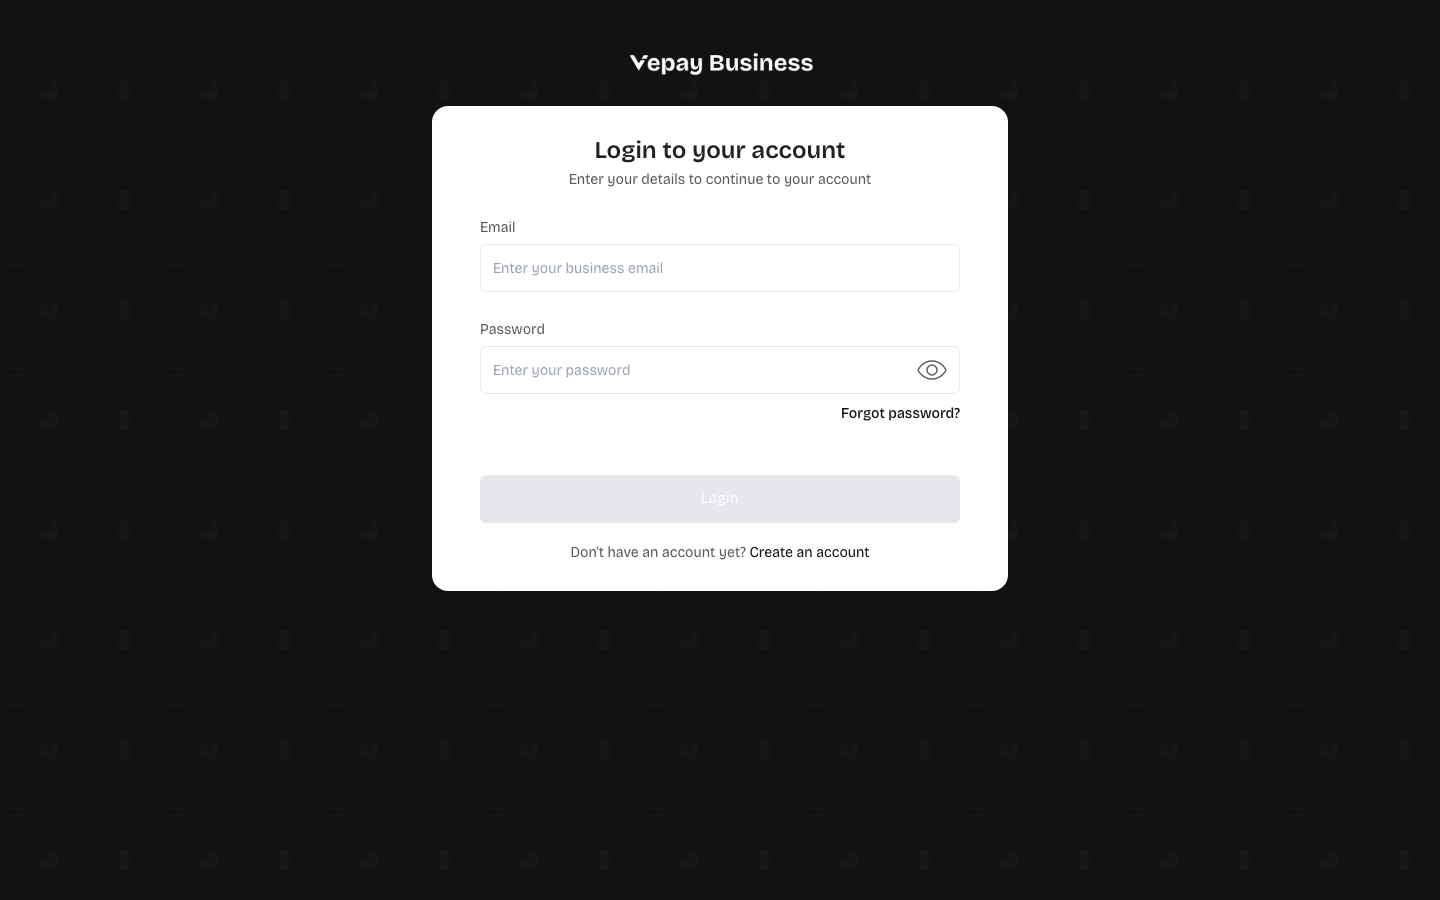 Vepay Business
Login to your account
Enter your details to continue to your account
Email
Enter your business email
Password
Enter your password
Forgot password?
Login
Don't have an account yet? Create an account